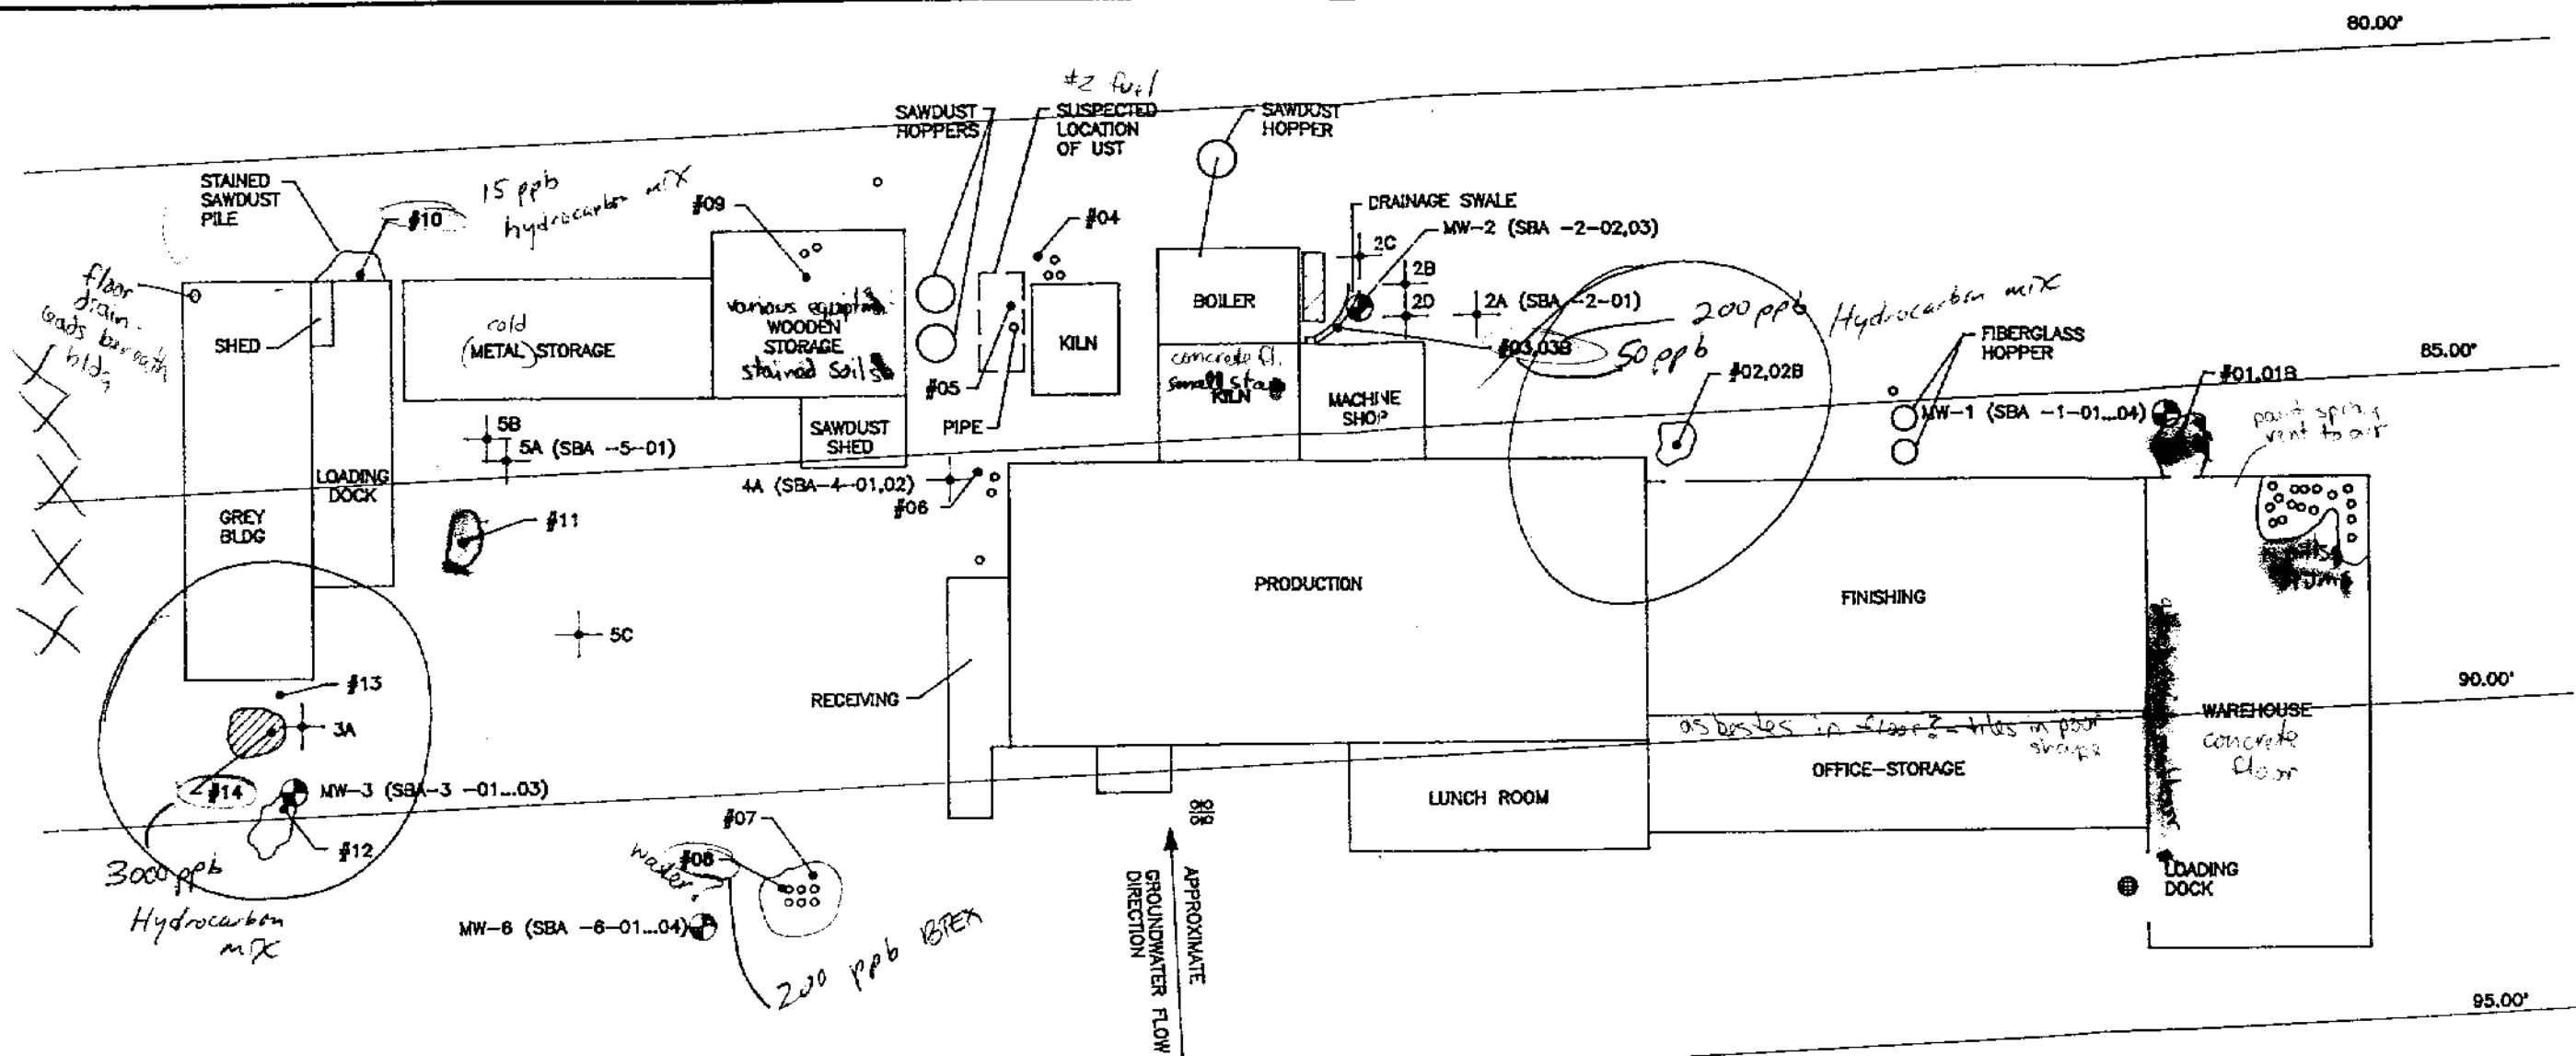 80.00'
#2 fuel
SAWDUST
HOPPERS
SUSPECTED
LOCATION
OF UST
SAWDUST
HOPPER
STAINED
SAWDUST
PILE
#10
15 ppb
hydrocarbon mix
#09
#04
DRAINAGE SWALE
MW-2 (SBA -2-02,03)
2C
2B
2D
2A (SBA -2-01)
200 ppb Hydrocarbon mix
#03,03B
50 ppb
FIBERGLASS
HOPPER
85.00'
floor
drain -
leads beneath
bldg
SHED
cold
(METAL) STORAGE
various equiptm.
WOODEN
STORAGE
stained soils
KILN
BOILER
concrete fl.
small sta
KILN
MACHINE
SHOP
#02,02B
#01,01B
MW-1 (SBA -1-01...04)
paint spray
vent to air
#05
PIPE
SAWDUST
SHED
5B
5A (SBA -5-01)
LOADING
DOCK
4A (SBA-4-01,02)
#06
GREY
BLDG
#11
PRODUCTION
FINISHING
5C
RECEIVING
#13
3A
90.00'
asbestos in floor? - tiles in poor
shape
WAREHOUSE
concrete
floor
OFFICE-STORAGE
LUNCH ROOM
#14
MW-3 (SBA-3 -01...03)
#12
3000 ppb
Hydrocarbon
mix
#07
water
#08
MW-6 (SBA -6-01...04)
200 ppb BTEX
APPROXIMATE
GROUNDWATER FLOW
DIRECTION
LOADING
DOCK
95.00'